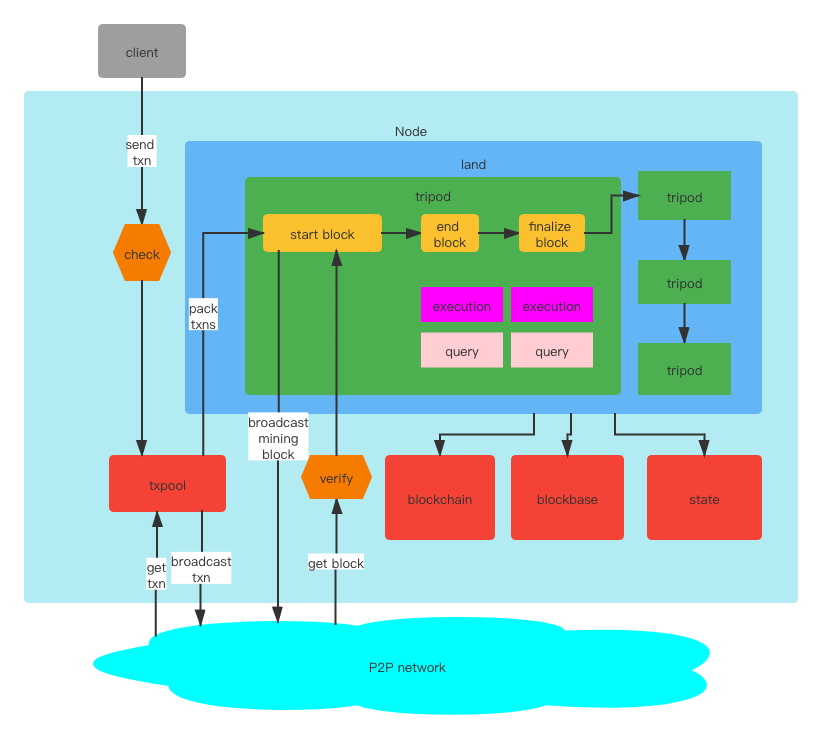 client
Node
send
txn
land
tripod
tripod
start block
end
block
finalize
block
check
tripod
pack
txns
execution
execution
query
query
tripod
broadcast
mining
block
txpool
verify
blockchain
blockbase
state
get
txn
broadcast
txn
get block
P2P network